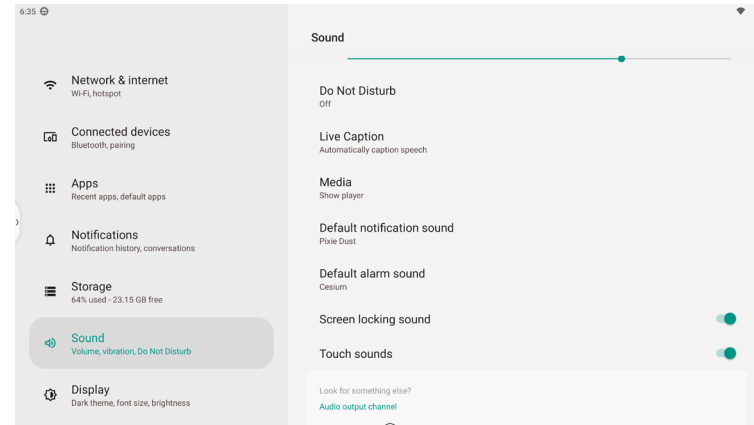 6:35
Sound
Network & internet
Wi-Fi, hotspot
Connected devices
Bluetooth, pairing
Apps
Recent apps, default apps
Notifications
Notification history, conversations
Storage
64% used - 23.15 GB free
Sound
Volume, vibration, Do Not Disturb
Display
Dark theme, font size, brightness
Do Not Disturb
Off
Live Caption
Automatically caption speech
Media
Show player
Default notification sound
Pixie Dust
Default alarm sound
Cesium
Screen locking sound
Touch sounds
Look for something else?
Audio output channel